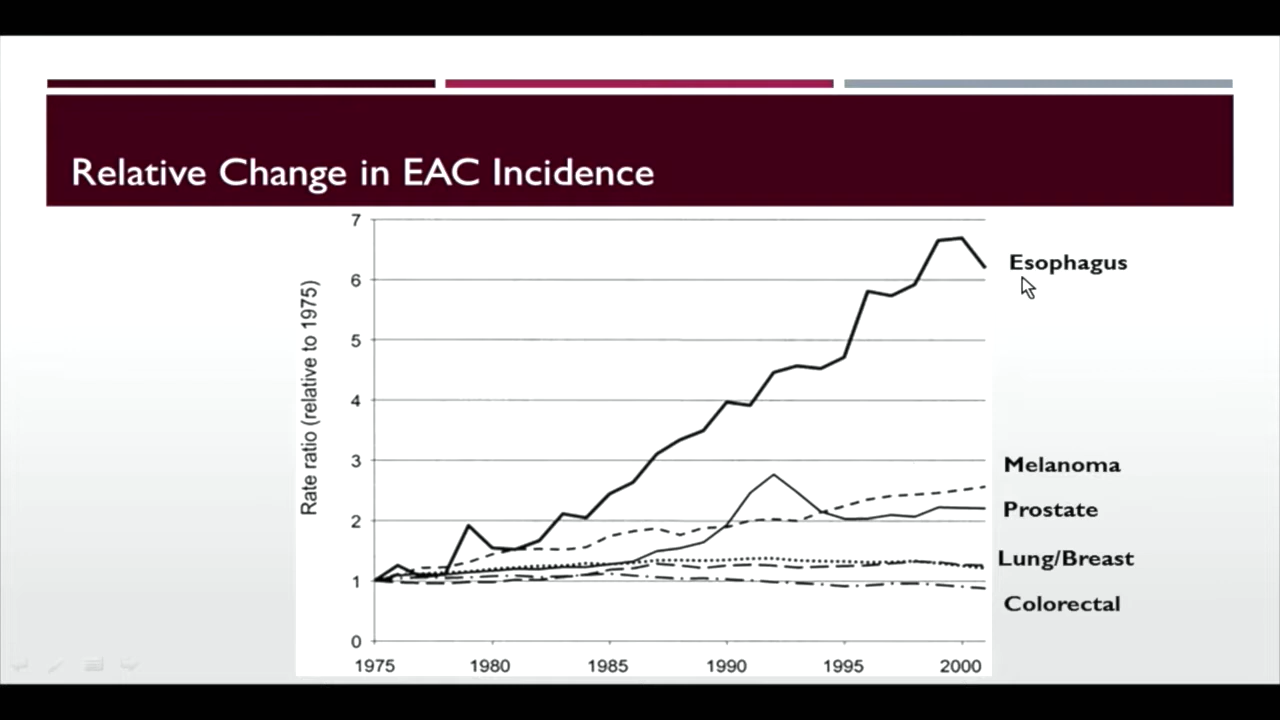 Relative Change in EAC Incidence
7
6
5
4
3
2
1
0
Rate ratio (relative to 1975)
1975 1980 1985 1990 1995 2000
Esophagus
Melanoma
Prostate
Lung/Breast
Colorectal